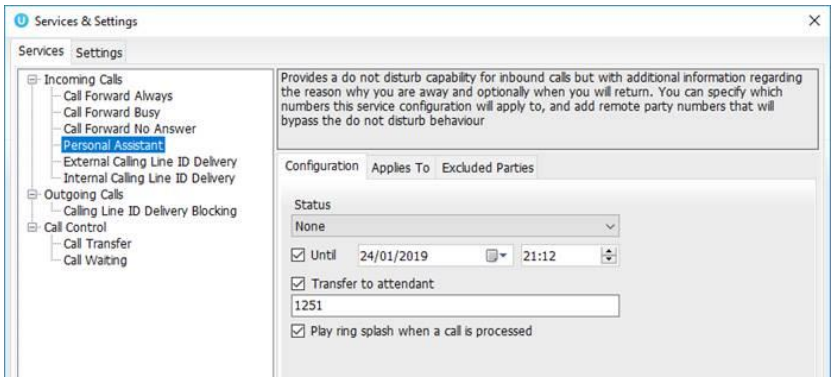 Services & Settings
Services Settings
Incoming Calls
Call Forward Always
Call Forward Busy
Call Forward No Answer
Personal Assistant
External Calling Line ID Delivery
Internal Calling Line ID Delivery
Outgoing Calls
Calling Line ID Delivery Blocking
Call Control
Call Transfer
Call Waiting
Provides a do not disturb capability for inbound calls but with additional information regarding
the reason why you are away and optionally when you will return. You can specify which
numbers this service configuration will apply to, and add remote party numbers that will
bypass the do not disturb behaviour
Configuration Applies To Excluded Parties
Status
None
Until 24/01/2019 21:12
Transfer to attendant
1251
Play ring splash when a call is processed